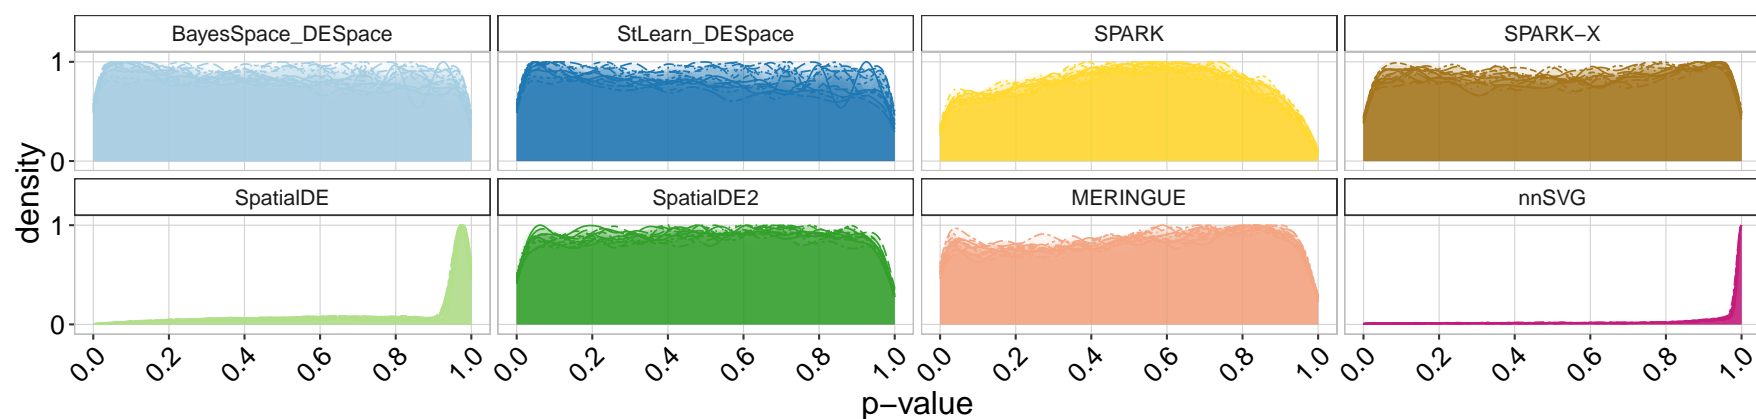 BayesSpace_DESpace StLearn_DESpace SPARK SPARK−X
1
0
SpatialDE SpatialDE2 MERINGUE nnSVG
1
0
density
0.0 0.2 0.4 0.6 0.8 1.0 0.0 0.2 0.4 0.6 0.8 1.0 0.0 0.2 0.4 0.6 0.8 1.0 0.0 0.2 0.4 0.6 0.8 1.0
p−value